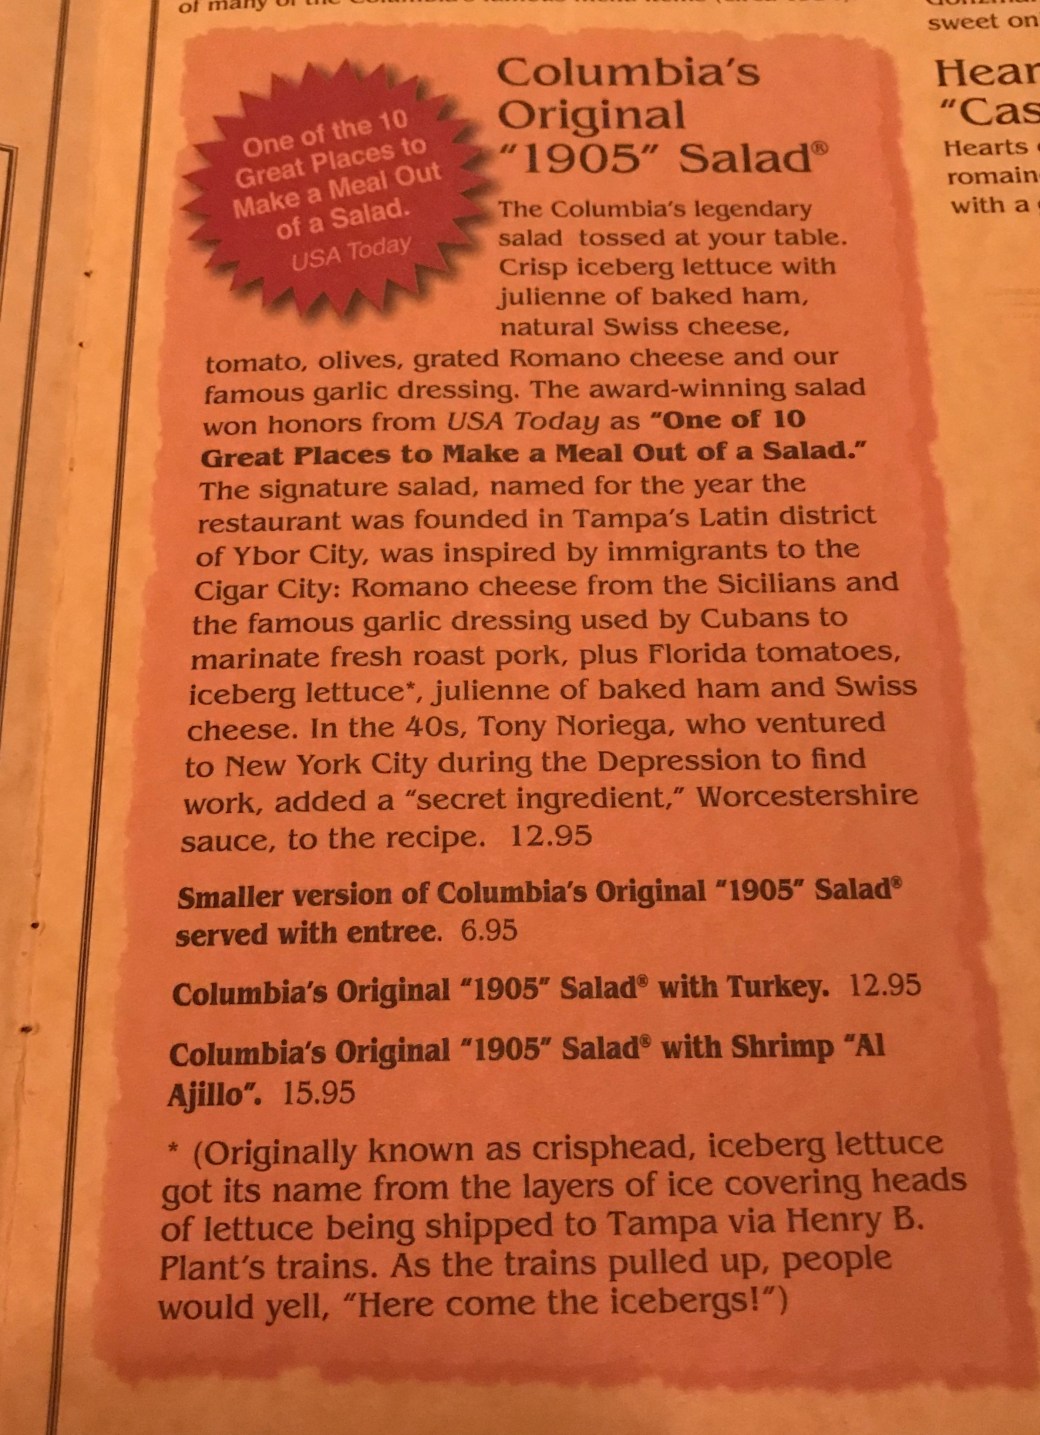 of many of the
sweet on
One of the 10
Great Places to
Make a Meal Out
of a Salad.
USA Today
Columbia's
Original
"1905" Salad®
The Columbia's legendary
salad tossed at your table.
Crisp iceberg lettuce with
julienne of baked ham,
natural Swiss cheese,
tomato, olives, grated Romano cheese and our
famous garlic dressing. The award-winning salad
won honors from USA Today as "One of 10
Great Places to Make a Meal Out of a Salad."
The signature salad, named for the year the
restaurant was founded in Tampa's Latin district
of Ybor City, was inspired by immigrants to the
Cigar City: Romano cheese from the Sicilians and
the famous garlic dressing used by Cubans to
marinate fresh roast pork, plus Florida tomatoes,
iceberg lettuce*, julienne of baked ham and Swiss
cheese. In the 40s, Tony Noriega, who ventured
to New York City during the Depression to find
work, added a "secret ingredient," Worcestershire
sauce, to the recipe. 12.95
Smaller version of Columbia's Original "1905" Salad®
served with entree. 6.95
Columbia's Original "1905" Salad® with Turkey. 12.95
Columbia's Original "1905" Salad® with Shrimp "Al
Ajillo". 15.95
* (Originally known as crisphead, iceberg lettuce
got its name from the layers of ice covering heads
of lettuce being shipped to Tampa via Henry B.
Plant's trains. As the trains pulled up, people
would yell, "Here come the icebergs!")
Hear
"Cas
Hearts
romain
with a